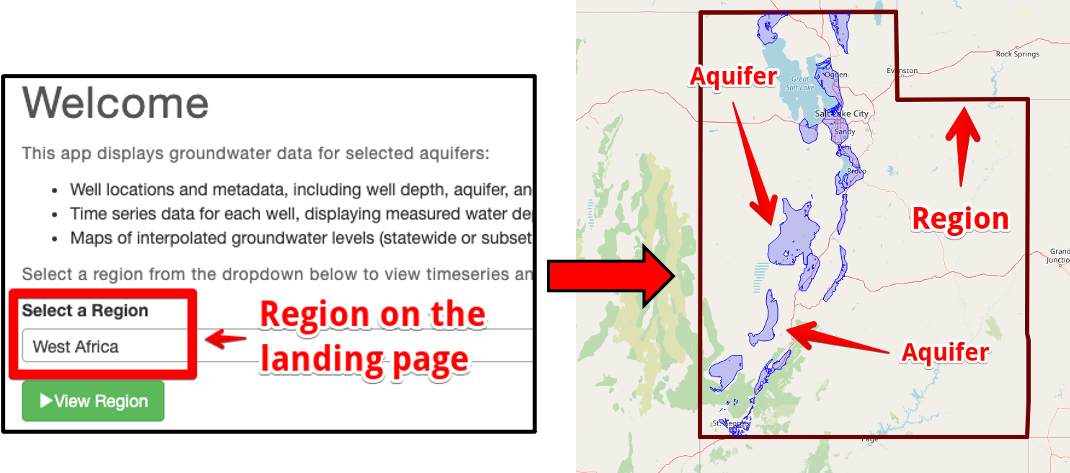 Welcome
This app displays groundwater data for selected aquifers:
• Well locations and metadata, including well depth, aquifer, an
• Time series data for each well, displaying measured water de
• Maps of interpolated groundwater levels (statewide or subset
Select a region from the dropdown below to view timeseries an
Select a Region
West Africa
View Region
Region on the
landing page
Rock Springs
Evanston
Aquifer
Ogden
Great
Salt Lake
Salt Lake City
Sandy
Provo
Region
Grand
Junction
Aquifer
St. George
Page